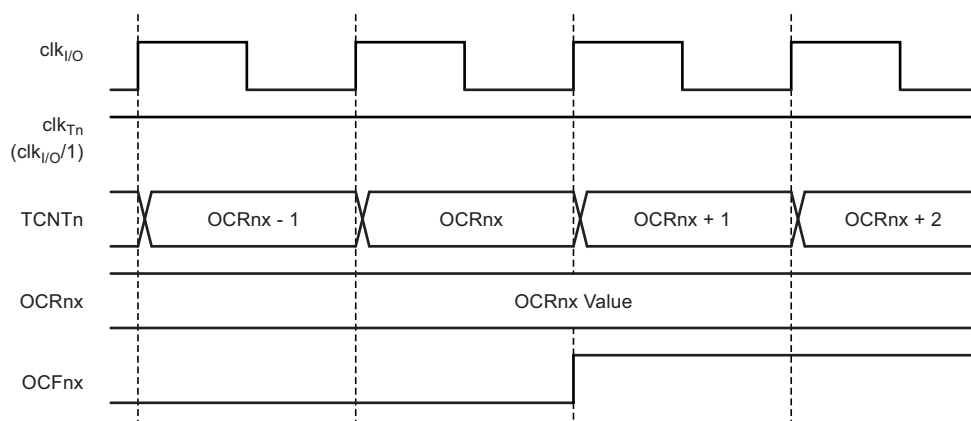 clkI/O
clkTn
(clkI/O/1)
TCNTn OCRnx - 1 OCRnx OCRnx + 1 OCRnx + 2
OCRnx OCRnx Value
OCFnx